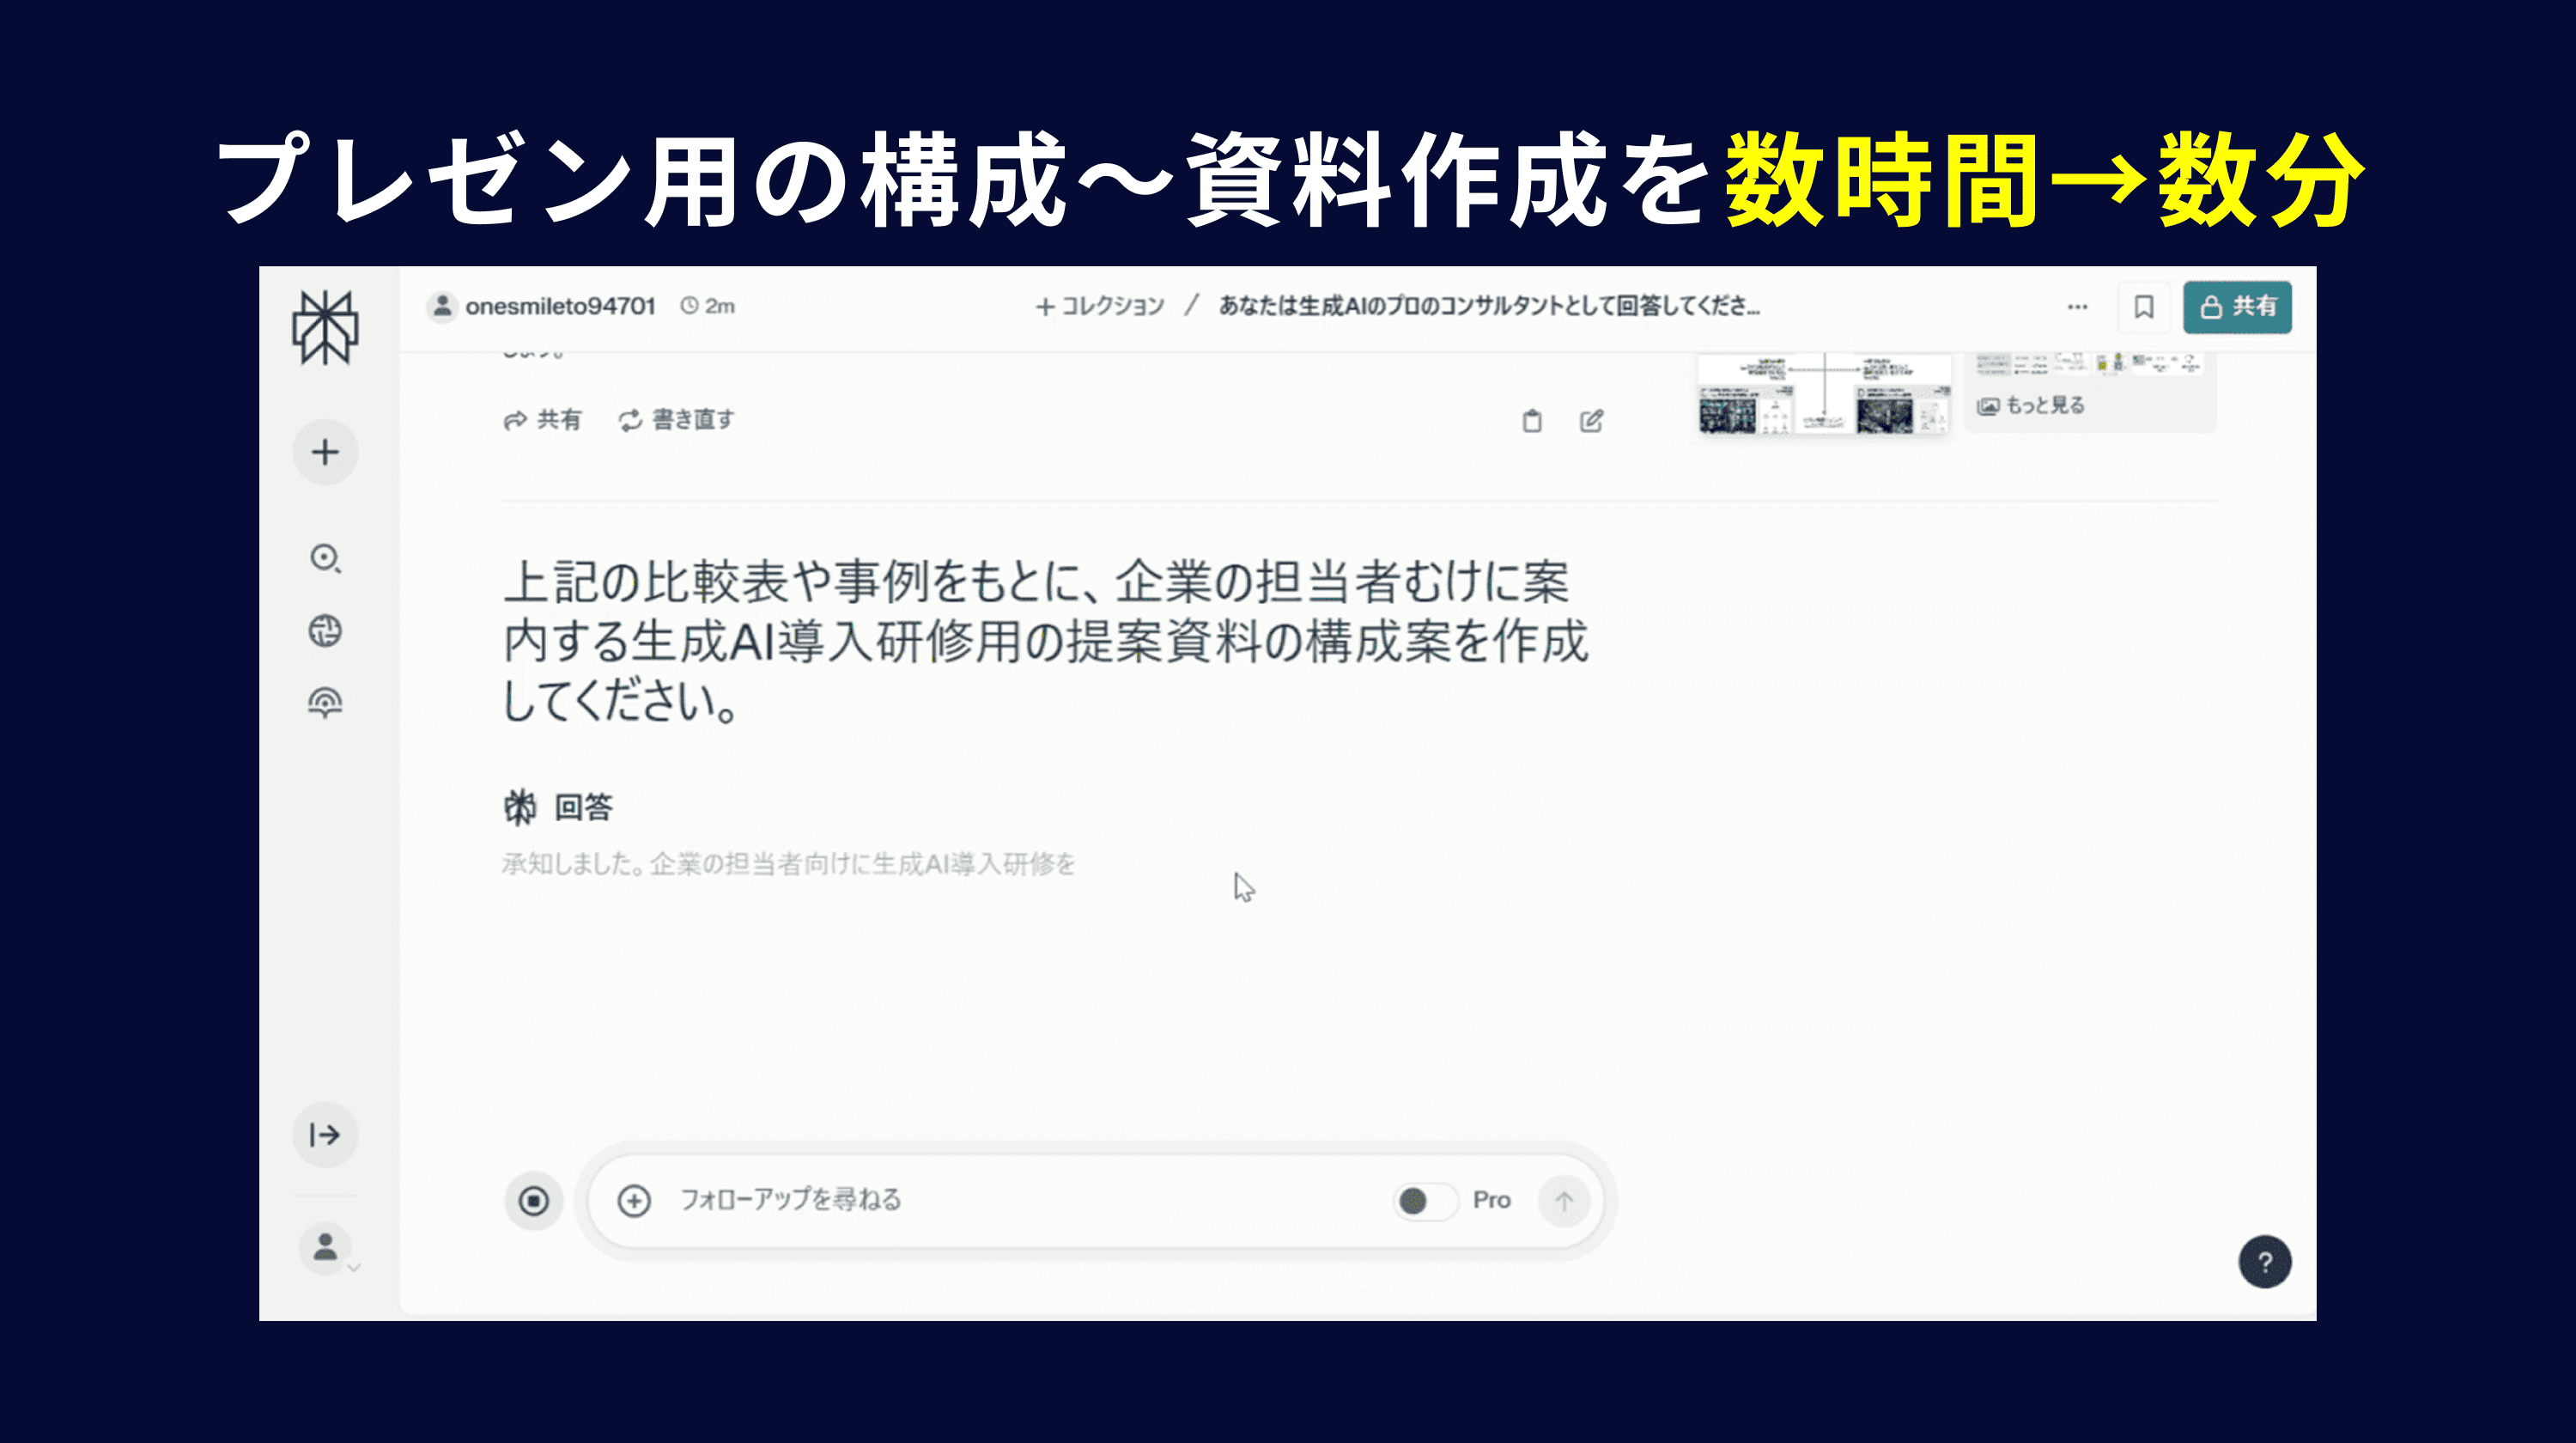 プレゼン用の構成～資料作成を数時間→数分
onesmileto94701 2m
コレクション / あなたは生成AIのプロのコンサルタントとして回答してくださ...
共有
共有 書き直す
もっと見る
上記の比較表や事例をもとに、企業の担当者むけに案
内する生成AI導入研修用の提案資料の構成案を作成
してください。
回答
承知しました。企業の担当者向けに生成AI導入研修を
フォローアップを尋ねる
Pro
?